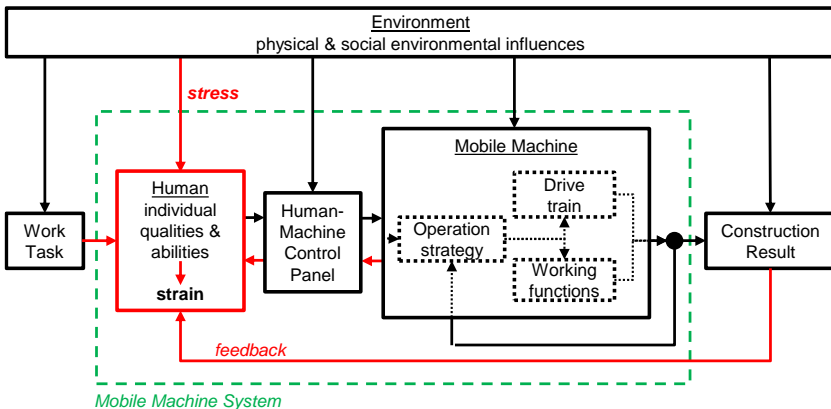 Environment
physical & social environmental influences
stress
Mobile Machine
Human
individual
qualities &
abilities
strain
Work
Task
Human-
Machine
Control
Panel
Operation
strategy
Drive
train
Working
functions
Construction
Result
feedback
Mobile Machine System